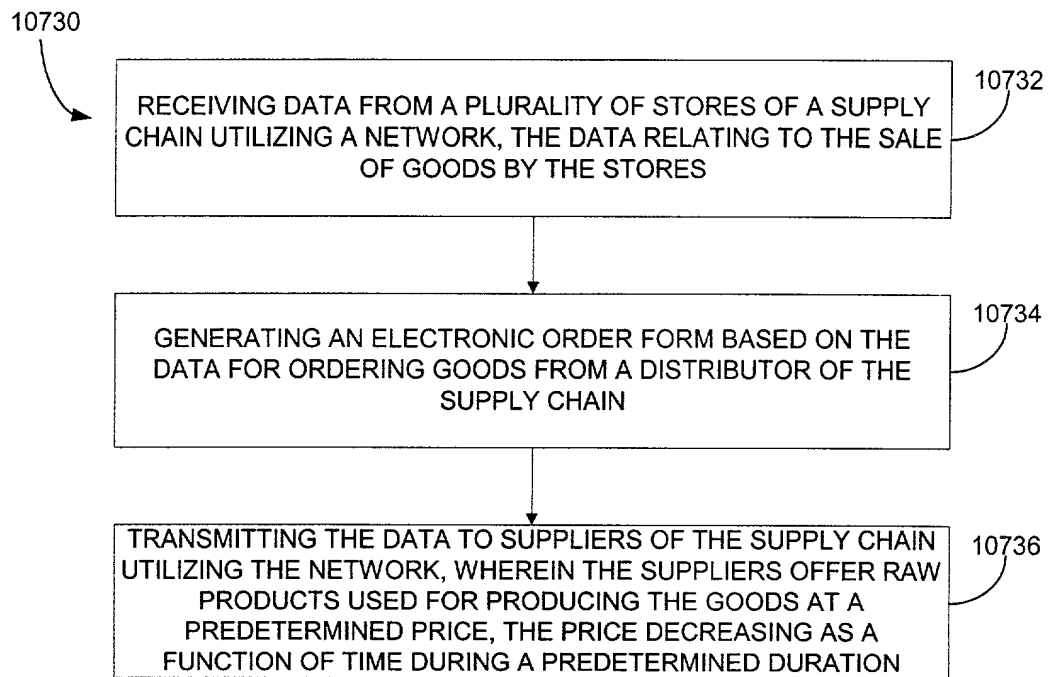 10730
10732
RECEIVING DATA FROM A PLURALITY OF STORES OF A SUPPLY
CHAIN UTILIZING A NETWORK, THE DATA RELATING TO THE SALE
OF GOODS BY THE STORES
10734
GENERATING AN ELECTRONIC ORDER FORM BASED ON THE
DATA FOR ORDERING GOODS FROM A DISTRIBUTOR OF THE
SUPPLY CHAIN
10736
TRANSMITTING THE DATA TO SUPPLIERS OF THE SUPPLY CHAIN
UTILIZING THE NETWORK, WHEREIN THE SUPPLIERS OFFER RAW
PRODUCTS USED FOR PRODUCING THE GOODS AT A
PREDETERMINED PRICE, THE PRICE DECREASING AS A
FUNCTION OF TIME DURING A PREDETERMINED DURATION